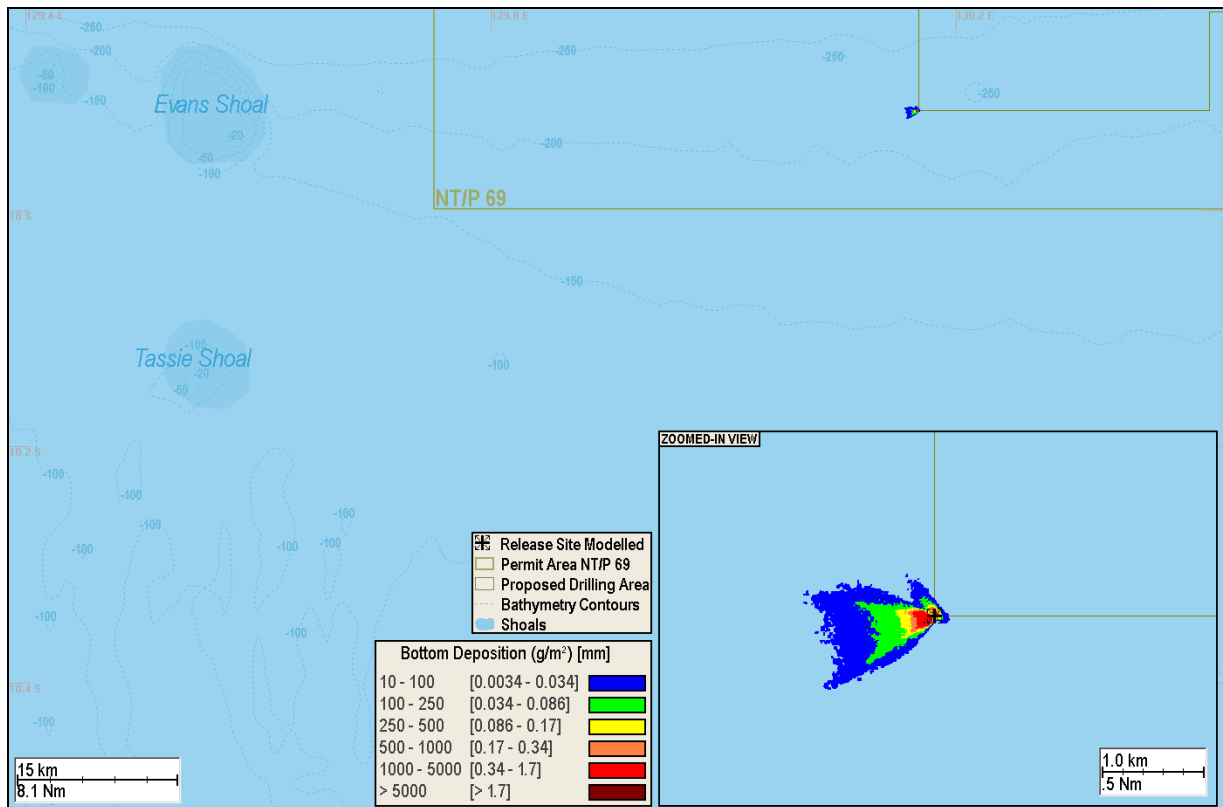 129.4 E
129.8 E
130.2 E
-250
-200
-250
-250
-250
-50
-100
-150
Evans Shoal
-20
-50
-100
-200
NT/P 69
10 S
-150
-100
Tassie Shoal
-100
-20
-50
10.2 S
-100
-100
-100
-100
-100
-100
-100
-100
-100
10.4 S
-100
ZOOMED-IN VIEW
Release Site Modelled
Permit Area NT/P 69
Proposed Drilling Area
Bathymetry Contours
Shoals
Bottom Deposition (g/m²) [mm]
10 - 100 [0.0034 - 0.034]
100 - 250 [0.034 - 0.086]
250 - 500 [0.086 - 0.17]
500 - 1000 [0.17 - 0.34]
1000 - 5000 [0.34 - 1.7]
> 5000 [> 1.7]
15 km
8.1 Nm
1.0 km
.5 Nm